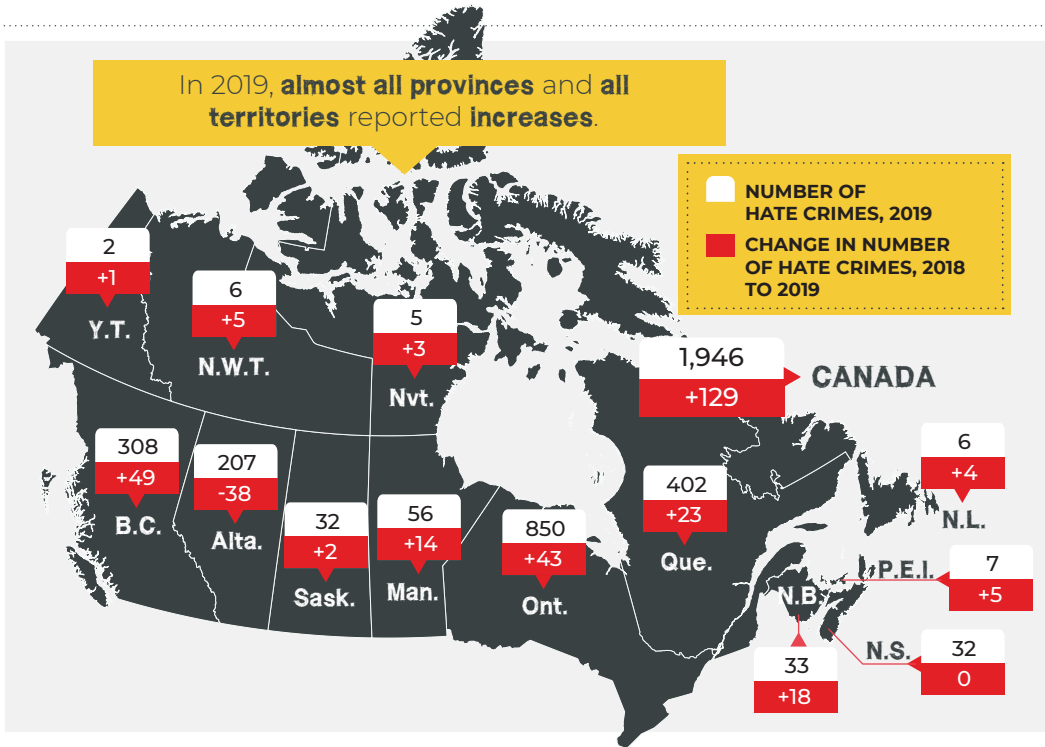 In 2019, almost all provinces and all
territories reported increases.
NUMBER OF
HATE CRIMES, 2019
CHANGE IN NUMBER
OF HATE CRIMES, 2018
TO 2019
2
+1
Y.T.
6
+5
N.W.T.
5
+3
Nvt.
1,946
+129
CANADA
308
+49
B.C.
207
-38
Alta.
32
+2
Sask.
56
+14
Man.
850
+43
Ont.
402
+23
Que.
6
+4
N.L.
P.E.I.
7
+5
N.B.
33
+18
N.S.
32
0